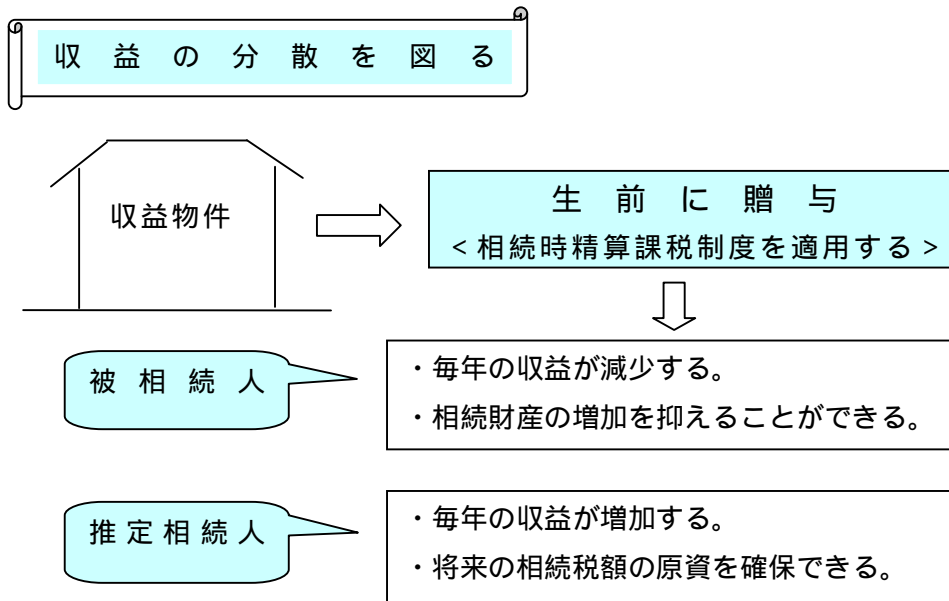 収益の分散を図る
収益物件
生前に贈与
<相続時精算課税制度を適用する>
被相続人
・毎年の収益が減少する。
・相続財産の増加を抑えることができる。
推定相続人
・毎年の収益が増加する。
・将来の相続税額の原資を確保できる。